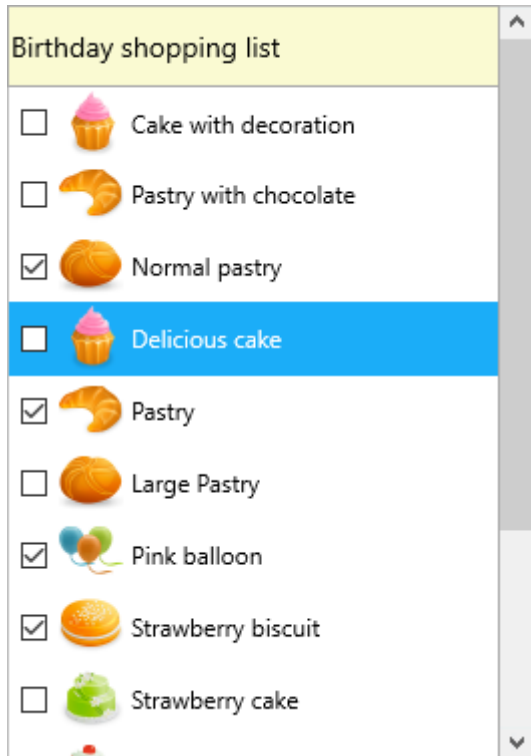 Birthday shopping list
Cake with decoration
Pastry with chocolate
Normal pastry
Delicious cake
Pastry
Large Pastry
Pink balloon
Strawberry biscuit
Strawberry cake